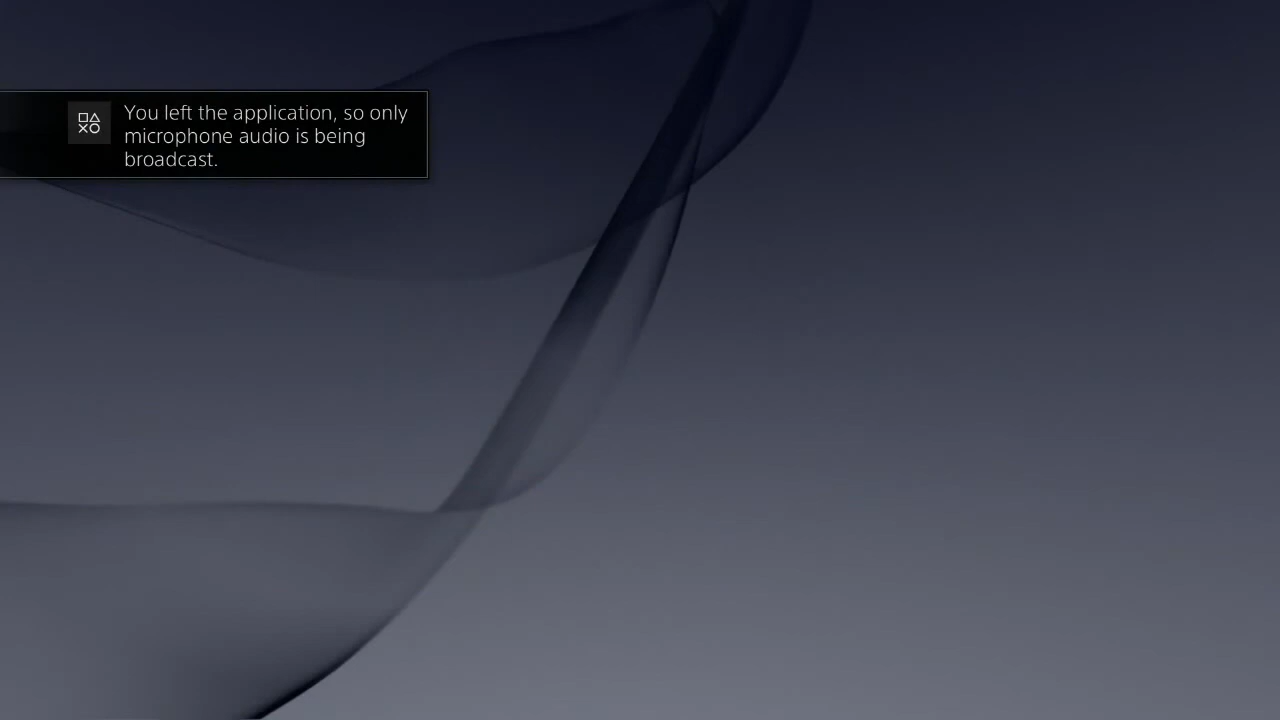 You left the application, so only
microphone audio is being
broadcast.